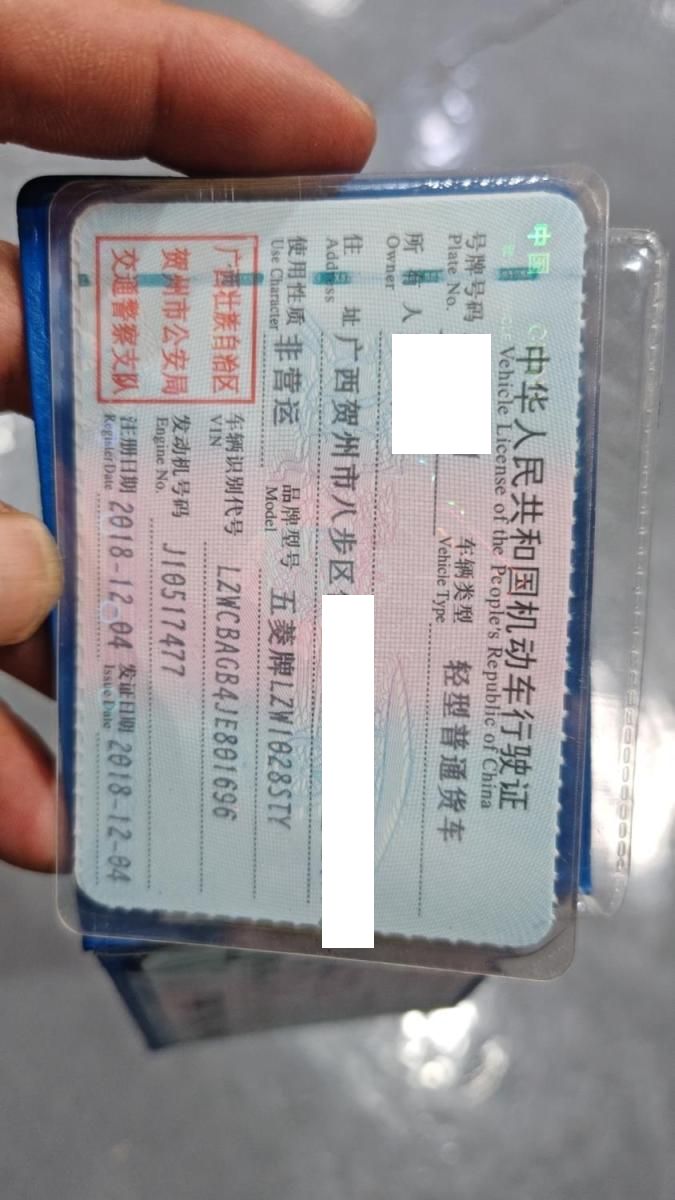 中华人民共和国机动车行驶证
Vehicle License of the People's Republic of China
号牌号码
Plate No.
车辆类型 轻型普通货车
Vehicle Type
所有人
Owner
住址 广西贺州市八步区
Address
使用性质 非营运
Use Character
品牌型号 五菱牌LZW1028STY
Model
广西壮族自治区
贺州市公安局
交通警察支队
车辆识别代号 LZWCBAGB4JE801696
VIN
发动机号码 J10517477
Engine No.
注册日期 2018-12-04 发证日期 2018-12-04
Register Date Issue Date
中国